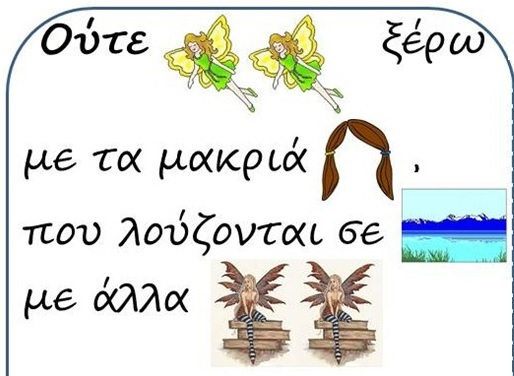 Ούτε ξέρω
με τα μακριά ,
που λούζονται σε
με άλλα